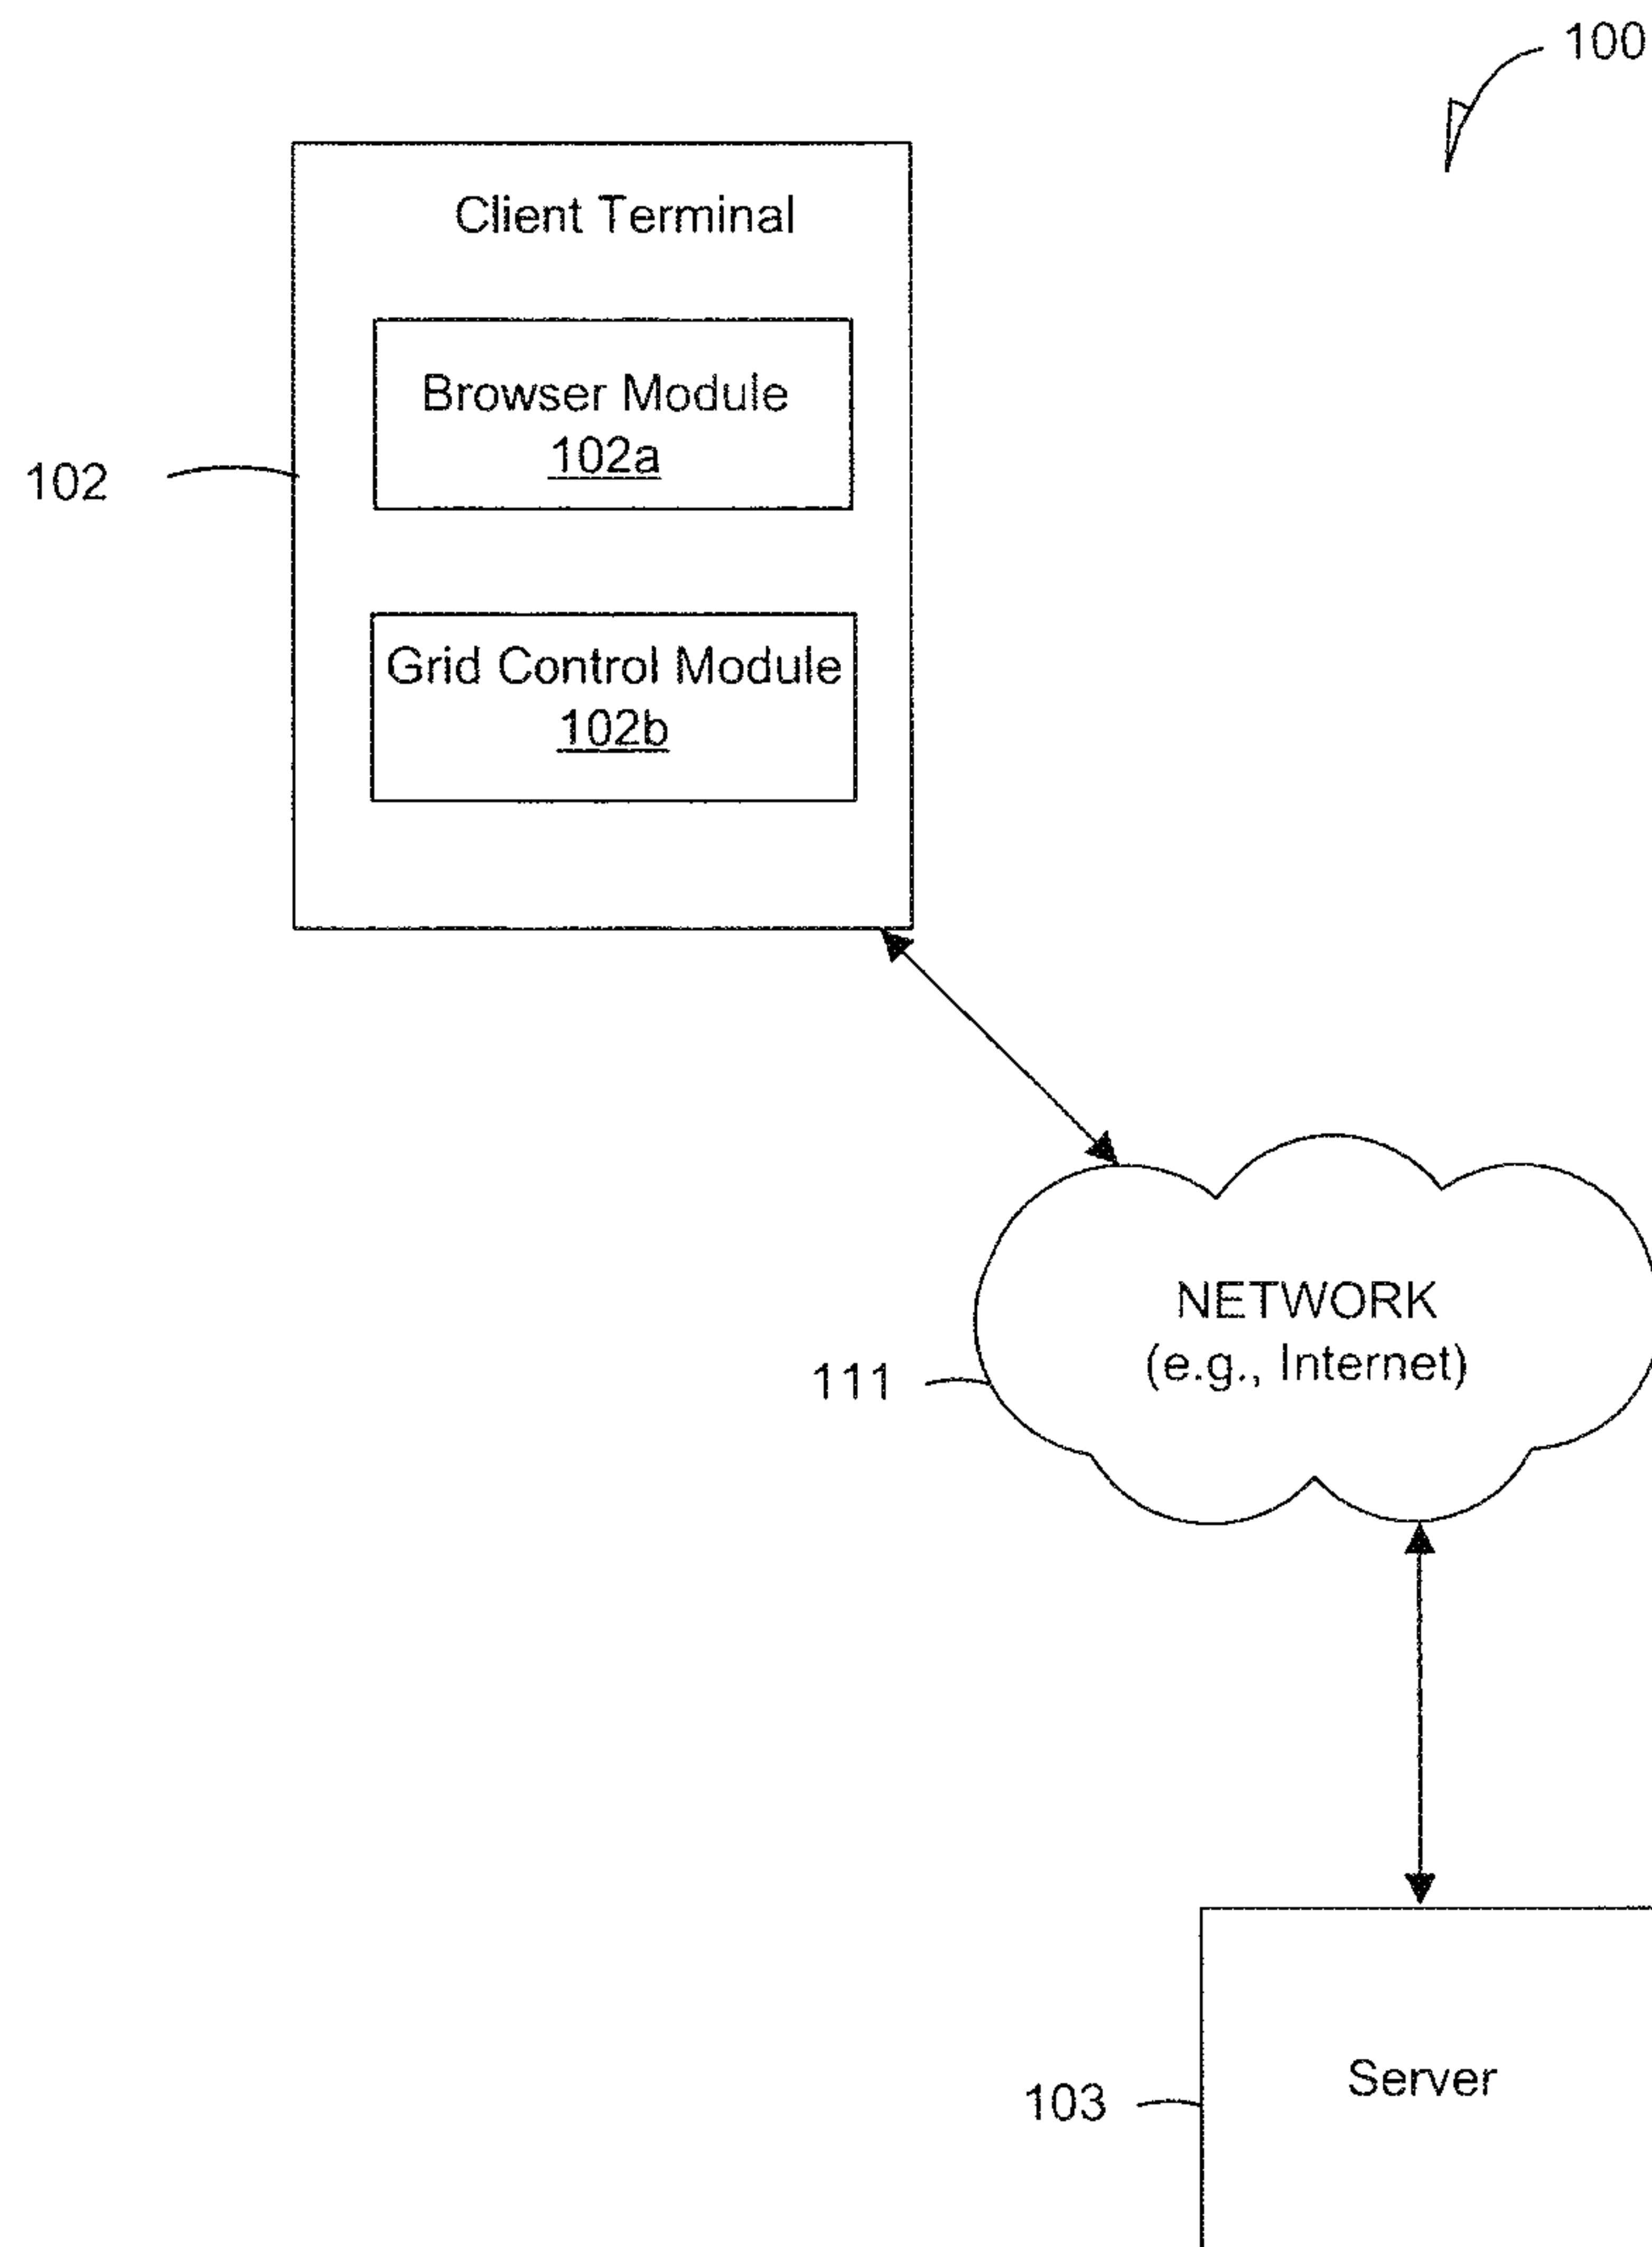 100
Client Terminal
Browser Module
102a
102
Grid Control Module
102b
NETWORK
(e.g., Internet)
111
Server
103